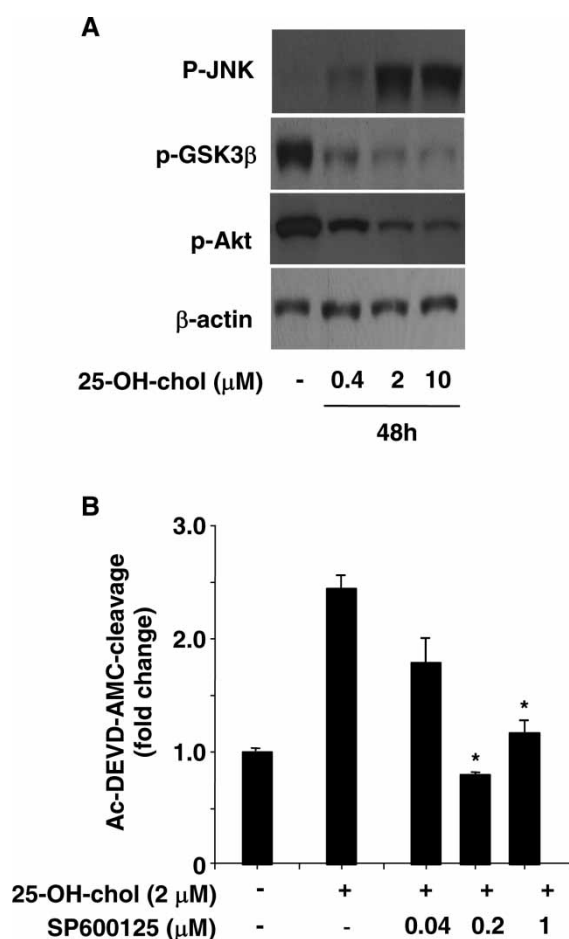 A
P-JNK
p-GSK3β
p-Akt
β-actin
25-OH-chol (μM) - 0.4 2 10
48h
B
Ac-DEVD-AMC-cleavage
(fold change)
3.0
2.0
1.0
0
* *
25-OH-chol (2 μM) - + + + +
SP600125 (μM) - - 0.04 0.2 1